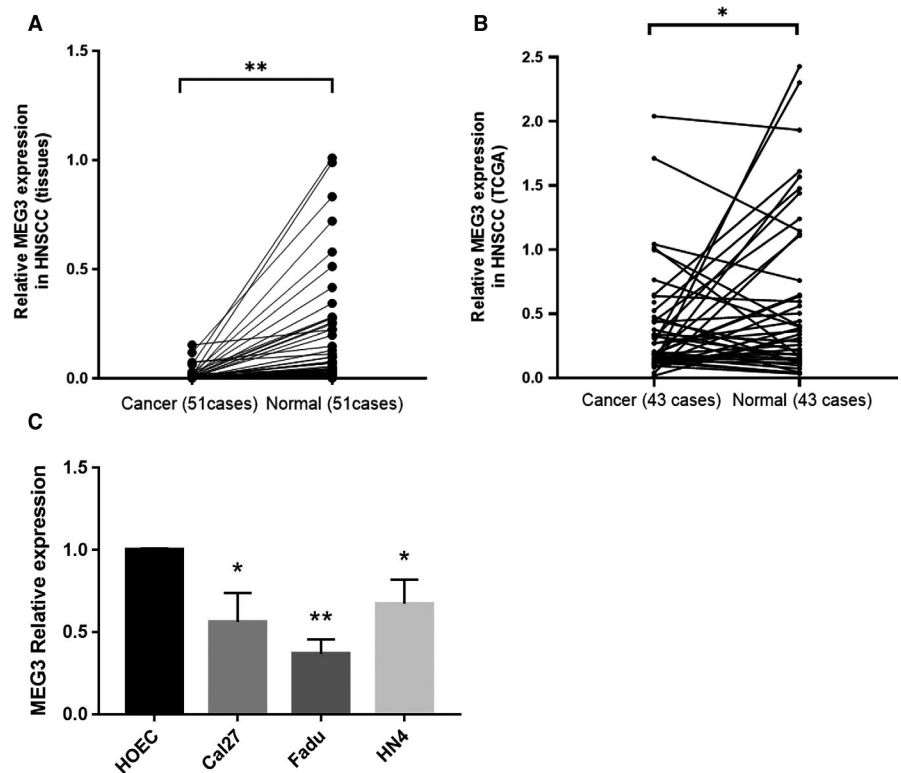 A
Relative MEG3 expression
in HNSCC (tissues)
1.5
1.0
0.5
0.0
**
Cancer (51cases) Normal (51cases)
B
Relative MEG3 expression
in HNSCC (TCGA)
2.5
2.0
1.5
1.0
0.5
0.0
*
Cancer (43 cases) Normal (43 cases)
C
MEG3 Relative expression
1.5
1.0
0.5
0.0
*
**
*
HOEC
Cal27
Fadu
HN4